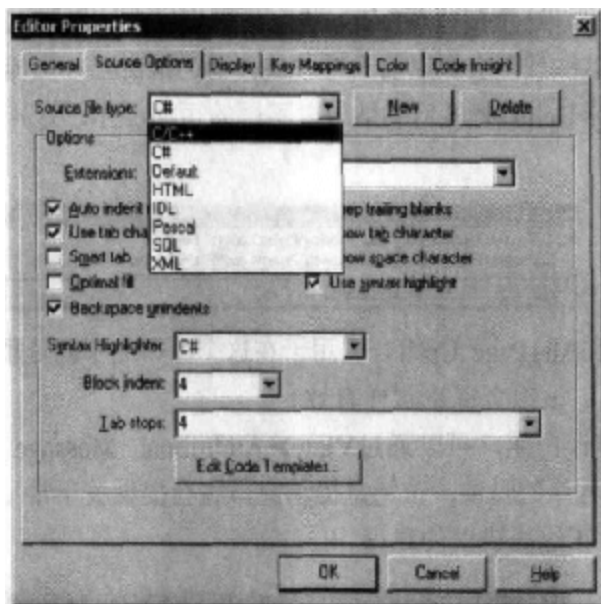 Editor Properties
General Source Options Display Key Mappings Color Code Insight
Source file type: C# New Delete
C/C++
Options
C#
Extensions: Default
HTML
Auto indent IDL ep trailing blanks
Use tab cha Pascal ow tab character
Smart tab SQL ow space character
XML
Optimal fill Use syntax highlight
Backspace unindents
Syntax Highlighter: C#
Block indent: 4
Tab stops: 4
Edit Code Templates...
OK Cancel Help